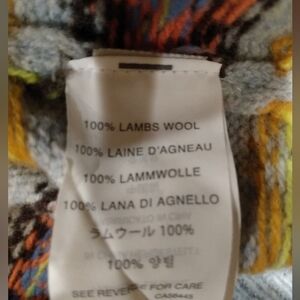 100% LAMBS WOOL
100% LAINE D'AGNEAU
100% LAMMWOLLE
100% LANA DI AGNELLO
ラムウール 100%
100% 양털
SEE REVERSE FOR CARE